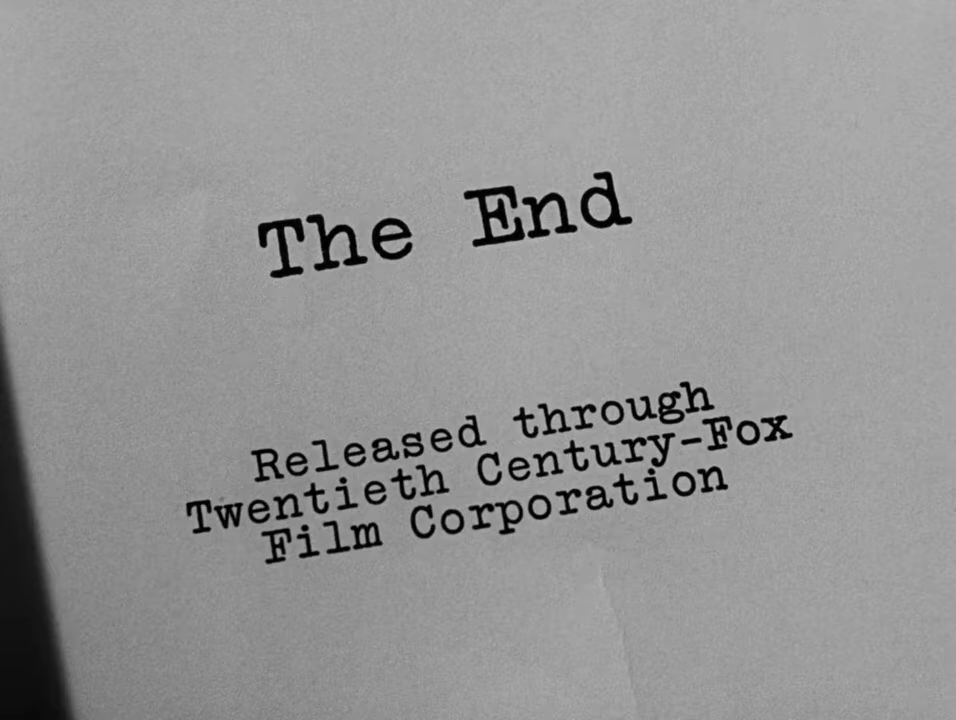 The End
Released through
Twentieth Century-Fox
Film Corporation